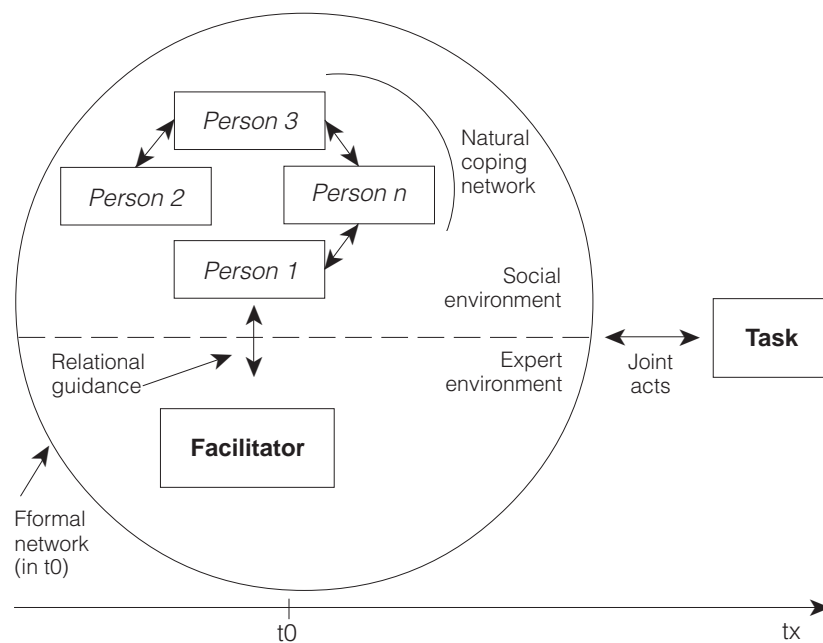 Person 3
Natural
coping
network
Person 2
Person n
Person 1
Social
environment
Task
Relational
guidance
Expert
environment
Joint
acts
Facilitator
Fformal
network
(in t0)
t0
tx